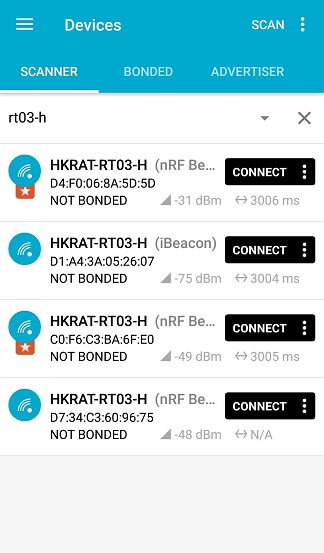 Devices SCAN
SCANNER BONDED ADVERTISER
rt03-h
HKRAT-RT03-H (nRF Be... CONNECT
D4:F0:06:8A:5D:5D
NOT BONDED -31 dBm 3006 ms
HKRAT-RT03-H (iBeacon) CONNECT
D1:A4:3A:05:26:07
NOT BONDED -75 dBm 3004 ms
HKRAT-RT03-H (nRF Be... CONNECT
C0:F6:C3:BA:6F:E0
NOT BONDED -49 dBm 3005 ms
HKRAT-RT03-H (nRF Be... CONNECT
D7:34:C3:60:96:75
NOT BONDED -48 dBm N/A